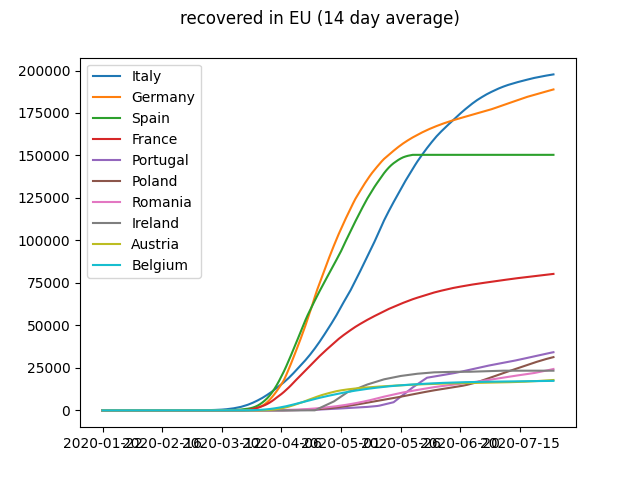 recovered in EU (14 day average)
200000
175000
150000
125000
100000
75000
50000
25000
0
Italy
Germany
Spain
France
Portugal
Poland
Romania
Ireland
Austria
Belgium
2020-01-22 2020-02-16 2020-03-12 2020-04-06 2020-05-01 2020-05-26 2020-06-20 2020-07-15